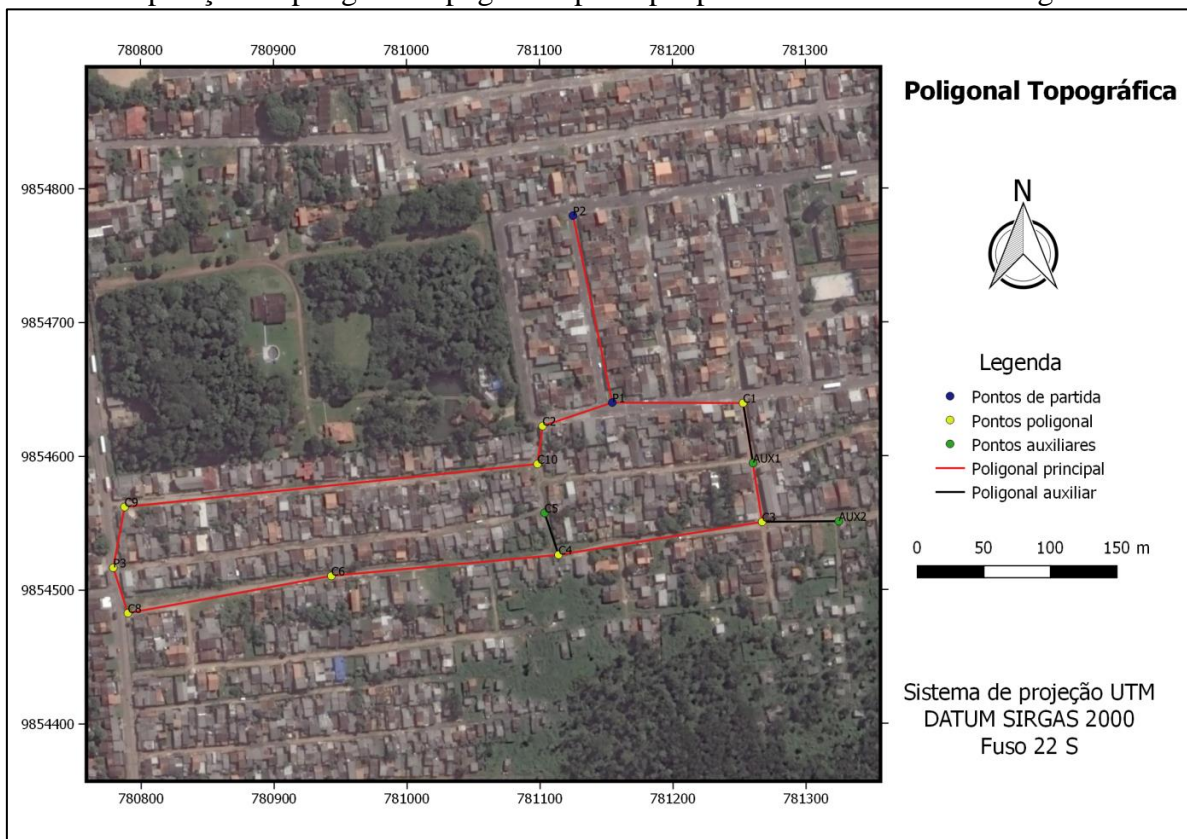 780800 780900 781000 781100 781200 781300
Poligonal Topográfica
N
9854800
9854700
9854600
9854500
9854400
P2
P1
C1
C2
C10
AUX1
C9
C5
C3
AUX2
C4
P3
C6
C8
Legenda
Pontos de partida
Pontos poligonal
Pontos auxiliares
Poligonal principal
Poligonal auxiliar
0 50 100 150 m
Sistema de projeção UTM
DATUM SIRGAS 2000
Fuso 22 S
780800 780900 781000 781100 781200 781300